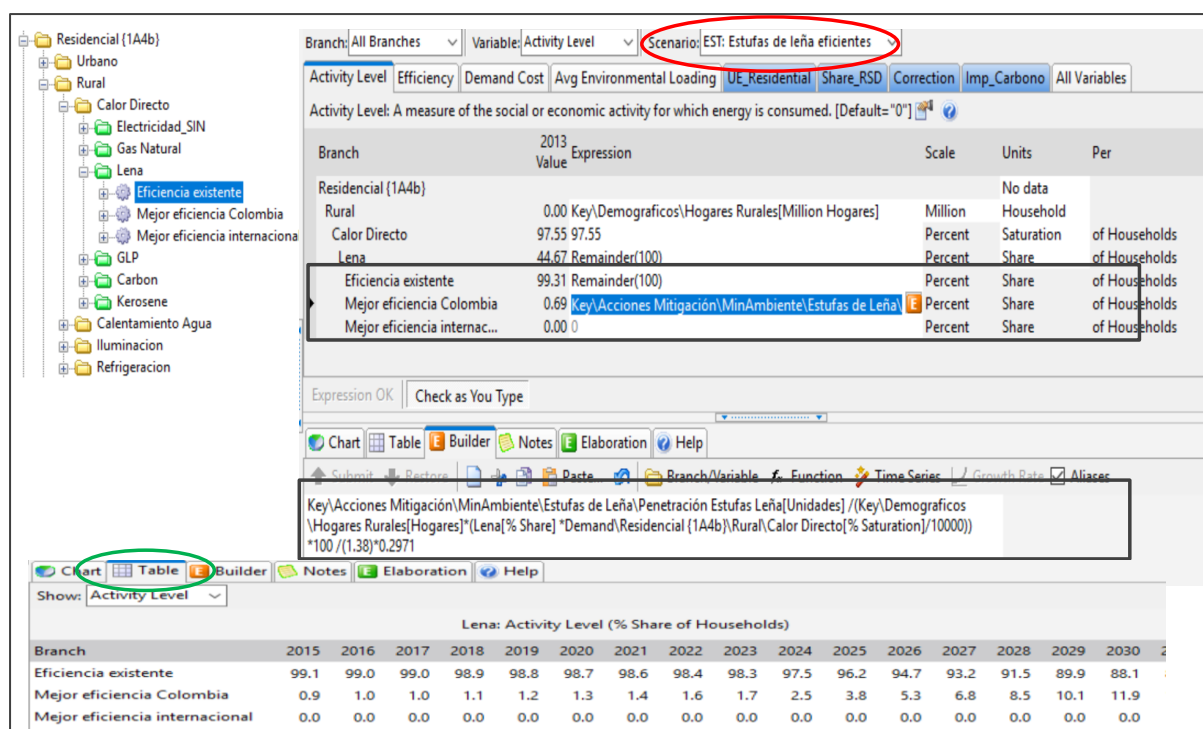 Residencial {1A4b}
Urbano
Rural
Calor Directo
Electricidad_SIN
Gas Natural
Lena
Eficiencia existente
Mejor eficiencia Colombia
Mejor eficiencia internaciona
GLP
Carbon
Kerosene
Calentamiento Agua
Iluminacion
Refrigeracion
Branch: All Branches Variable: Activity Level Scenario: EST: Estufas de leña eficientes
Activity Level Efficiency Demand Cost Avg Environmental Loading UE_Residential Share_RSD Correction Imp_Carbono All Variables
Activity Level: A measure of the social or economic activity for which energy is consumed. [Default="0"]
Branch 2013 Value Expression Scale Units Per
Residencial {1A4b} No data
Rural 0.00 Key\Demograficos\Hogares Rurales[Million Hogares] Million Household
Calor Directo 97.55 97.55 Percent Saturation of Households
Lena 44.67 Remainder(100) Percent Share of Households
Eficiencia existente 99.31 Remainder(100) Percent Share of Households
Mejor eficiencia Colombia 0.69 Key\Acciones Mitigación\MinAmbiente\Estufas de Leña\ E Percent Share of Households
Mejor eficiencia internac... 0.00 0 Percent Share of Households
Expression OK Check as You Type
Chart Table E Builder Notes E Elaboration Help
Submit Restore Paste Branch/Variable fx Function Time Series Growth Rate Aliases
Key\Acciones Mitigación\MinAmbiente\Estufas de Leña\Penetración Estufas Leña[Unidades] /(Key\Demograficos
\Hogares Rurales[Hogares]*(Lena[% Share] *Demand\Residencial {1A4b}\Rural\Calor Directo[% Saturation]/10000))
*100 /(1.38)*0.2971
Chart Table E Builder Notes E Elaboration Help
Show: Activity Level
Lena: Activity Level (% Share of Households)
Branch 2015 2016 2017 2018 2019 2020 2021 2022 2023 2024 2025 2026 2027 2028 2029 2030
Eficiencia existente 99.1 99.0 99.0 98.9 98.8 98.7 98.6 98.4 98.3 97.5 96.2 94.7 93.2 91.5 89.9 88.1
Mejor eficiencia Colombia 0.9 1.0 1.0 1.1 1.2 1.3 1.4 1.6 1.7 2.5 3.8 5.3 6.8 8.5 10.1 11.9
Mejor eficiencia internacional 0.0 0.0 0.0 0.0 0.0 0.0 0.0 0.0 0.0 0.0 0.0 0.0 0.0 0.0 0.0 0.0